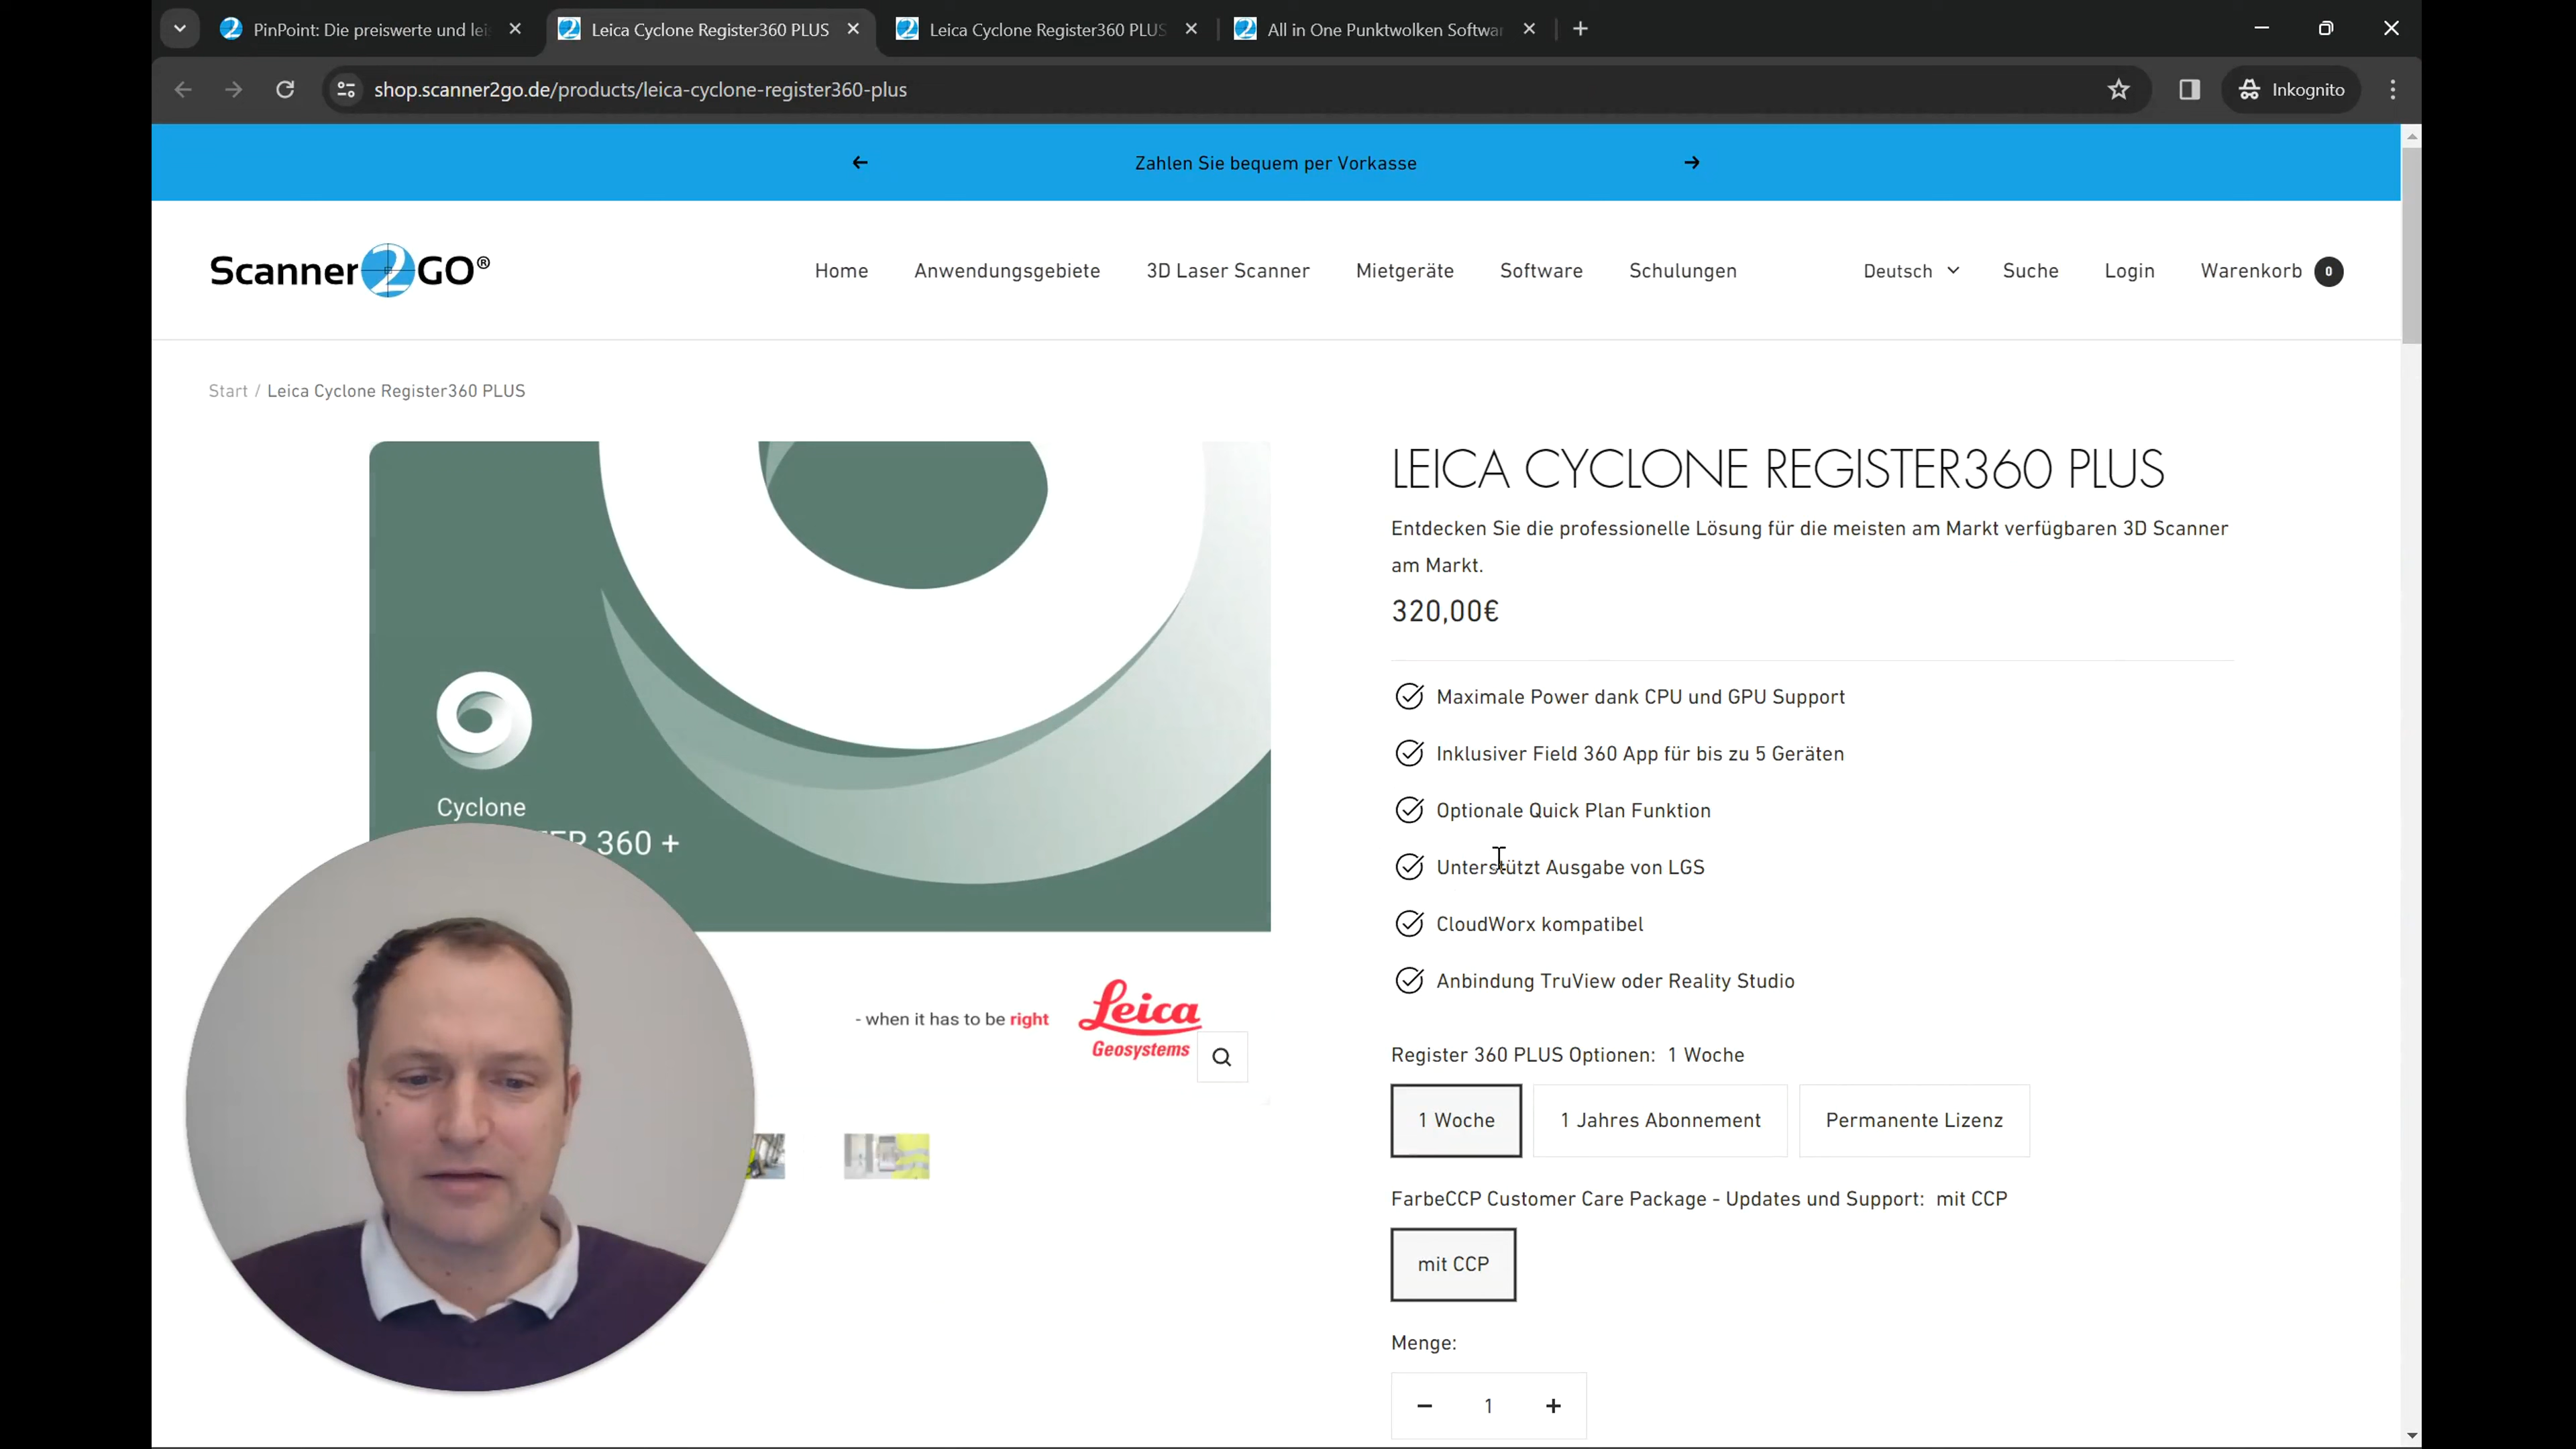 PinPoint: Die preiswerte und lei
Leica Cyclone Register360 PLUS
Leica Cyclone Register360 PLUS
All in One Punktwolken Softwar
shop.scanner2go.de/products/leica-cyclone-register360-plus
Inkognito
Zahlen Sie bequem per Vorkasse
Scanner2GO®
Home
Anwendungsgebiete
3D Laser Scanner
Mietgeräte
Software
Schulungen
Deutsch
Suche
Login
Warenkorb 0
Start / Leica Cyclone Register360 PLUS
Cyclone
360 +
- when it has to be right
Leica
Geosystems
LEICA CYCLONE REGISTER360 PLUS
Entdecken Sie die professionelle Lösung für die meisten am Markt verfügbaren 3D Scanner
am Markt.
320,00€
Maximale Power dank CPU und GPU Support
Inklusiver Field 360 App für bis zu 5 Geräten
Optionale Quick Plan Funktion
Unterstützt Ausgabe von LGS
CloudWorx kompatibel
Anbindung TruView oder Reality Studio
Register 360 PLUS Optionen: 1 Woche
1 Woche
1 Jahres Abonnement
Permanente Lizenz
FarbeCCP Customer Care Package - Updates und Support: mit CCP
mit CCP
Menge:
− 1 +